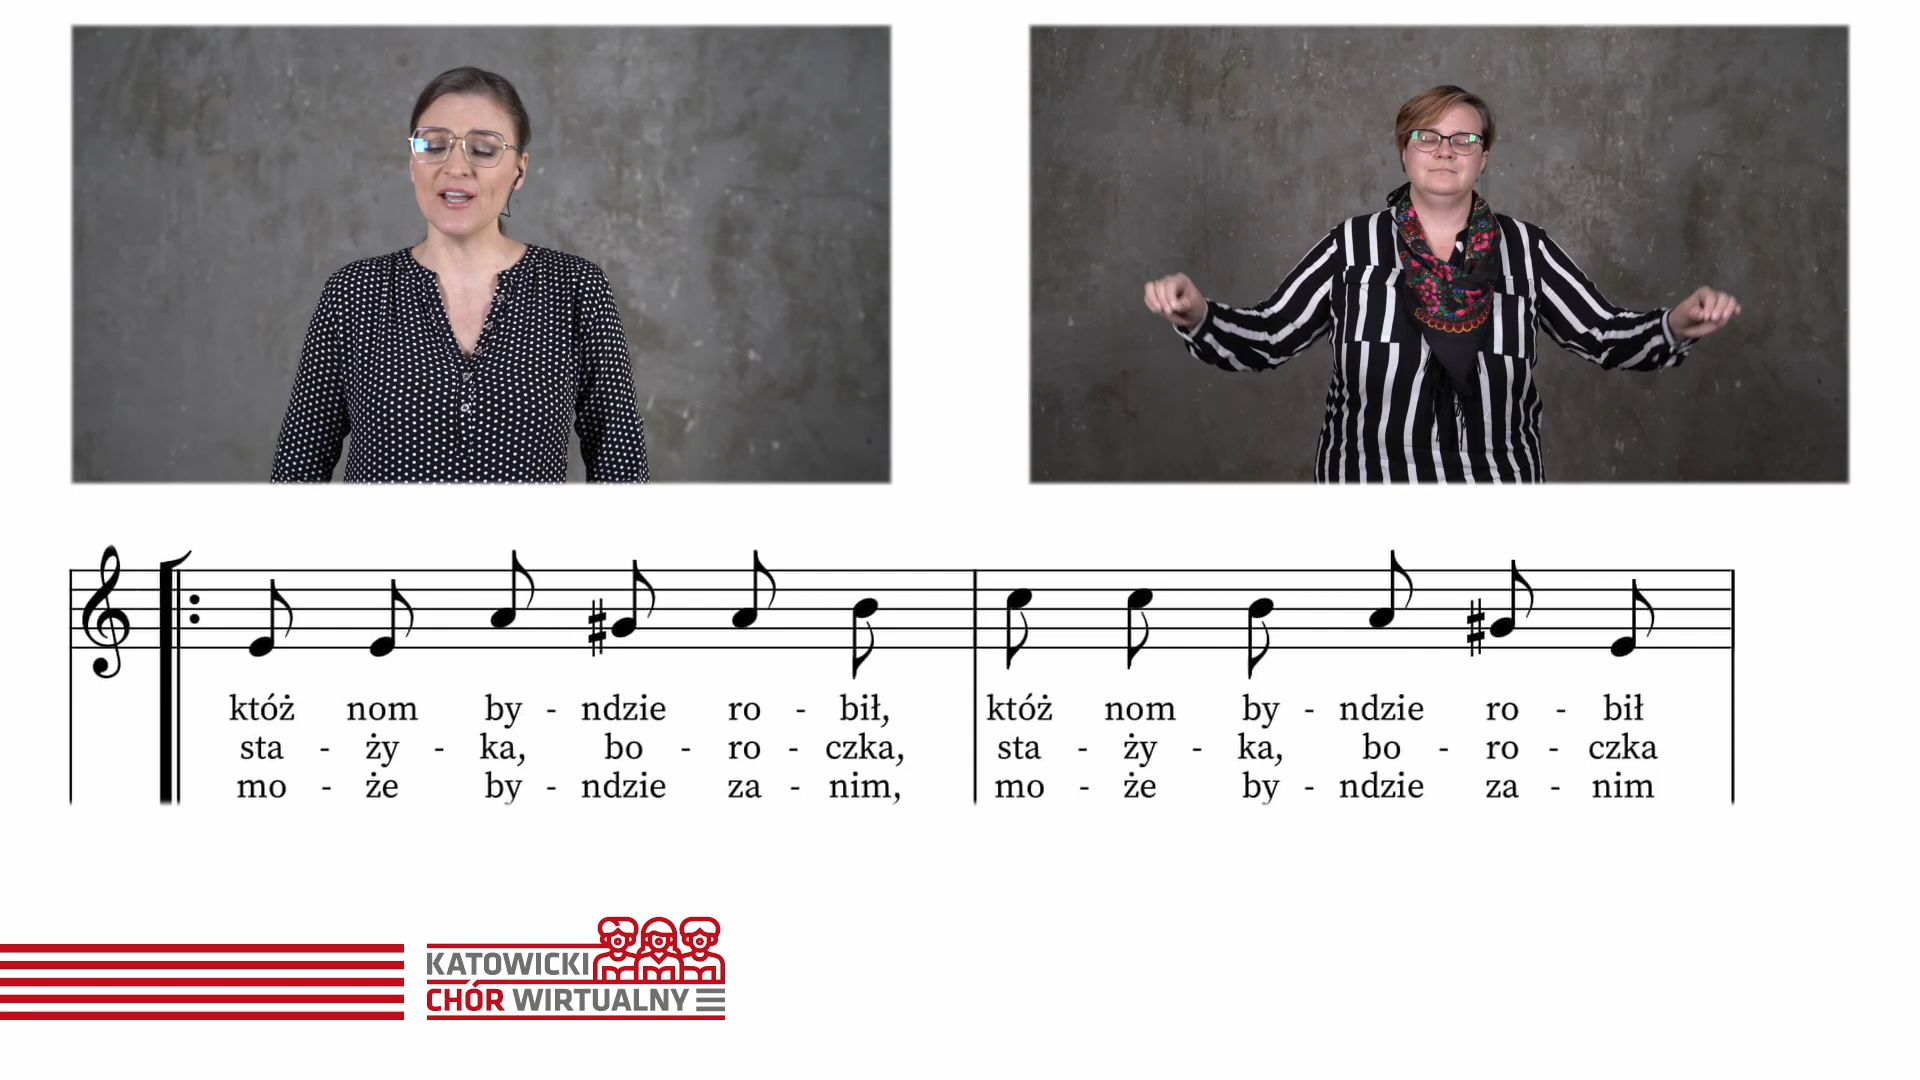 któż nom by - ndzie ro - bił, któż nom by - ndzie ro - bił
sta - ży - ka, bo - ro - czka, sta - ży - ka, bo - ro - czka
mo - że by - ndzie za - nim, mo - że by - ndzie za - nim
KATOWICKI
CHÓR WIRTUALNY